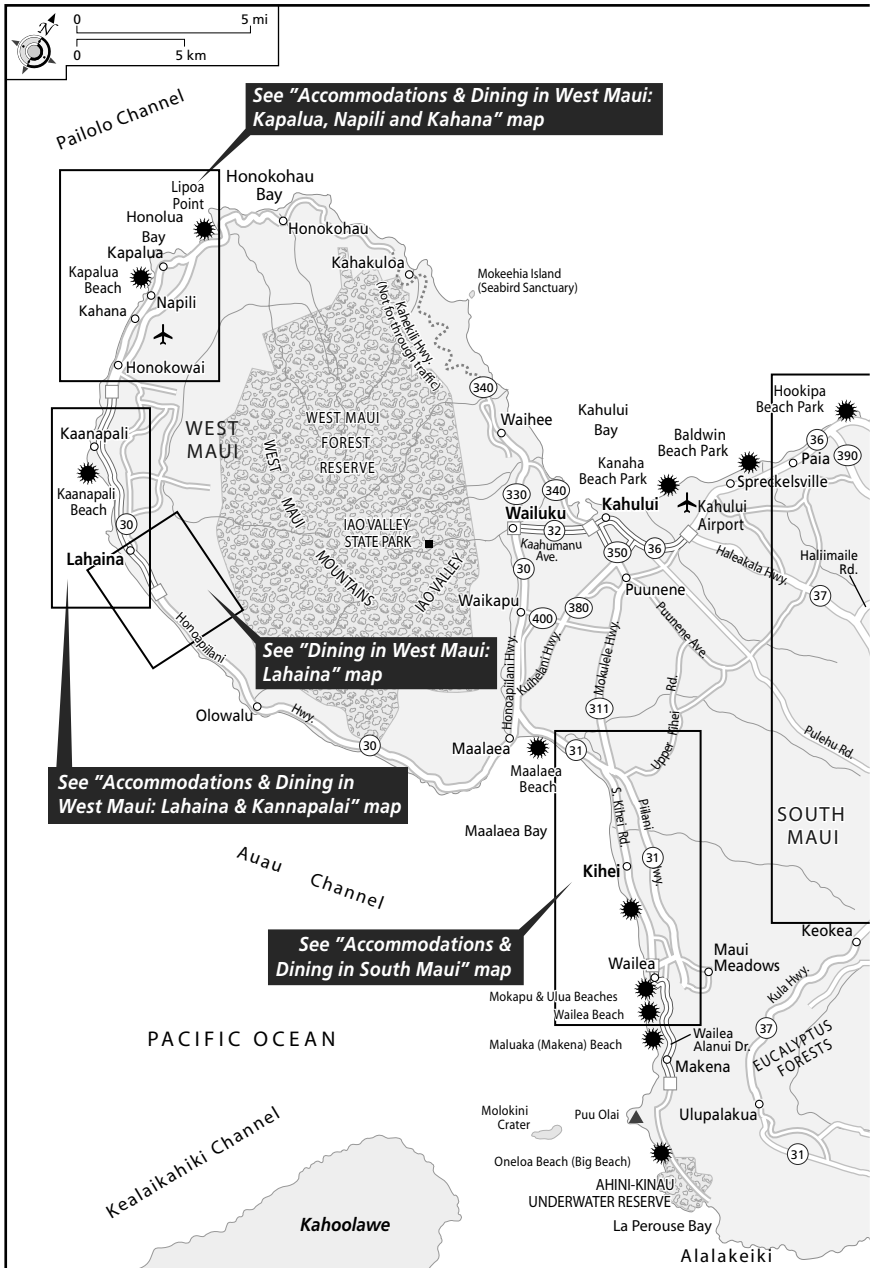 0
5 mi
0
5 km
N
Pailolo Channel
See "Accommodations & Dining in West Maui:
Kapalua, Napili and Kahana" map
Lipoa
Point
Honokohau
Bay
Honolua
Bay
Honokohau
Kapalua
Kapalua
Beach
Kahakuloa
Mokeehia Island
(Seabird Sanctuary)
Napili
Kahana
Kahekili Hwy.
(Not for through traffic)
Honokowai
340
Hookipa
Beach Park
Kaanapali
WEST
MAUI
WEST MAUI
FOREST
RESERVE
Waihee
Kahului
Bay
Baldwin
Beach Park
36
Paia
390
Kaanapali
Beach
WEST
MAUI
MOUNTAINS
Kanaha
Beach Park
Spreckelsville
330
340
Kahului
Kahului
Airport
30
Wailuku
32
Kaahumanu
Ave.
IAO VALLEY
STATE PARK
IAO VALLEY
350
36
Haleakala Hwy.
Haliimaile
Rd.
Lahaina
30
Puunene
37
Waikapu
400
380
Puunene Ave.
Honoapiilani
See "Dining in West Maui:
Lahaina" map
Honoapiilani Hwy.
Kuihelani Hwy.
Mokulele Hwy.
Upper Kihei Rd.
Olowalu
Hwy.
30
311
Pulehu Rd.
Maalaea
31
Maalaea
Beach
See "Accommodations & Dining in
West Maui: Lahaina & Kannapalai" map
S. Kihei Rd.
Piilani
Hwy.
SOUTH
MAUI
Maalaea Bay
31
Auau Channel
Kihei
Keokea
See "Accommodations &
Dining in South Maui" map
Wailea
Maui
Meadows
Kula Hwy.
Mokapu & Ulua Beaches
Wailea Beach
PACIFIC OCEAN
Maluaka (Makena) Beach
Wailea
Alanui Dr.
37
EUCALYPTUS
FORESTS
Makena
Molokini
Crater
Puu Olai
Ulupalakua
Kealaikahiki Channel
31
Oneloa Beach (Big Beach)
AHINI-KINAU
UNDERWATER RESERVE
Kahoolawe
La Perouse Bay
Alalakeiki